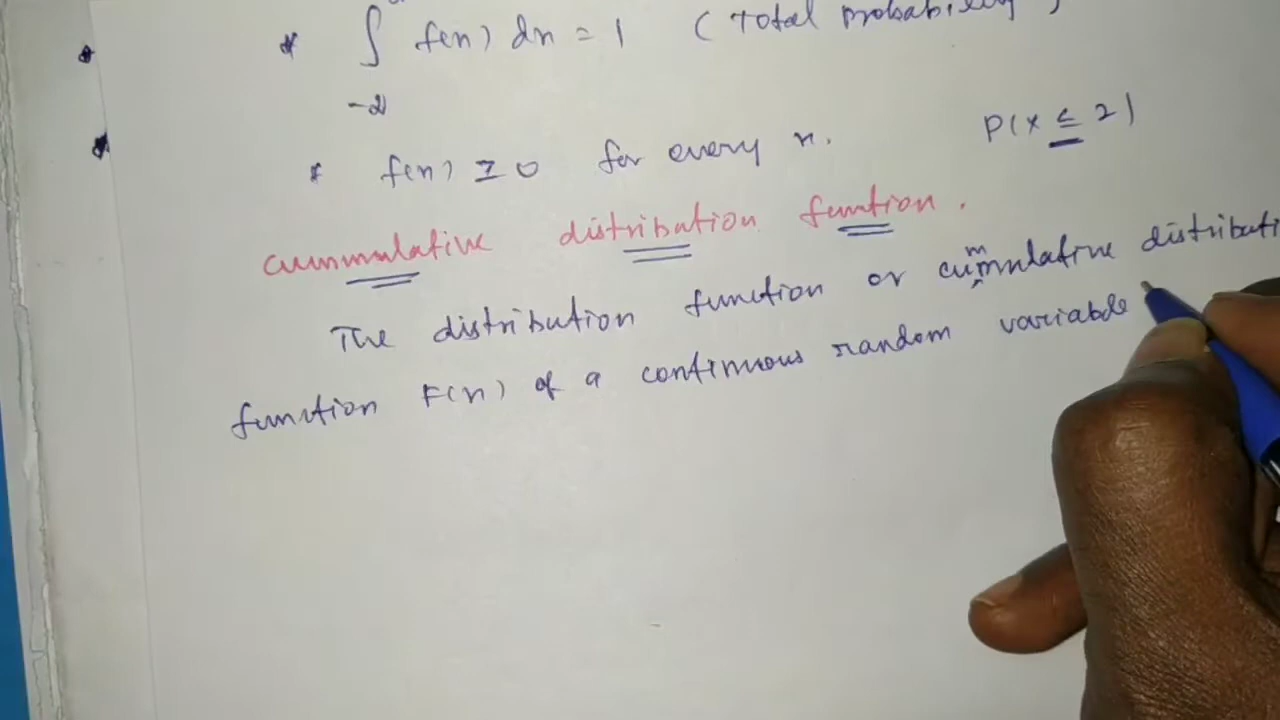 * ∫ f(x) dx = 1 (Total probability)
-∞
* f(x) ≥ 0 for every x. P(X ≤ 2)
cummulative distribution function.
The distribution function or cummulative distributi
function F(x) of a continuous random variable